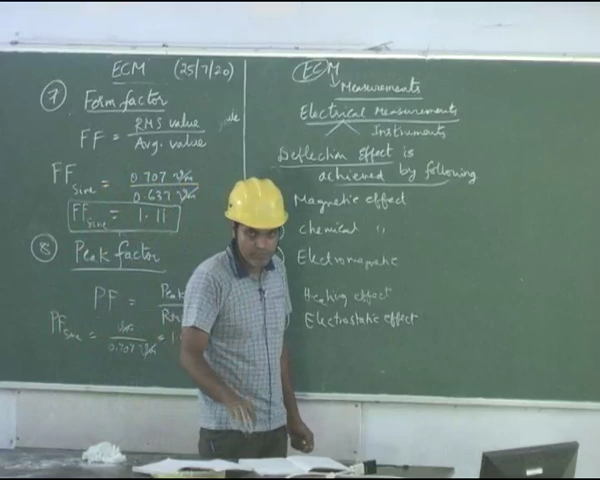 ECM (25/7/20)
7 Form factor
FF = RMS value
Avg. value
FF sine = 0.707 Vm
0.637 Vm
FF sine = 1.11
8 Peak factor
PF = Peak
PF sine = Vm
0.707 Vm = 1.
ECM
Measurements
Electrical Measurements
Instruments
Deflection effect is
achieved by following
Magnetic effect
chemical "
Electromagnetic
Heating effect
Electrostatic effect